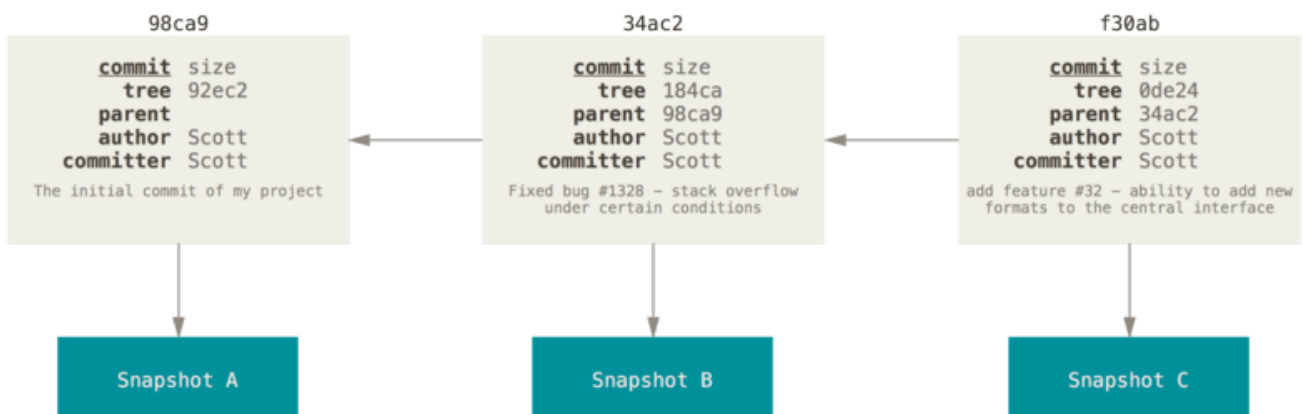 98ca9
commit size
tree 92ec2
parent
author Scott
committer Scott
The initial commit of my project
Snapshot A
34ac2
commit size
tree 184ca
parent 98ca9
author Scott
committer Scott
Fixed bug #1328 – stack overflow
under certain conditions
Snapshot B
f30ab
commit size
tree 0de24
parent 34ac2
author Scott
committer Scott
add feature #32 – ability to add new
formats to the central interface
Snapshot C